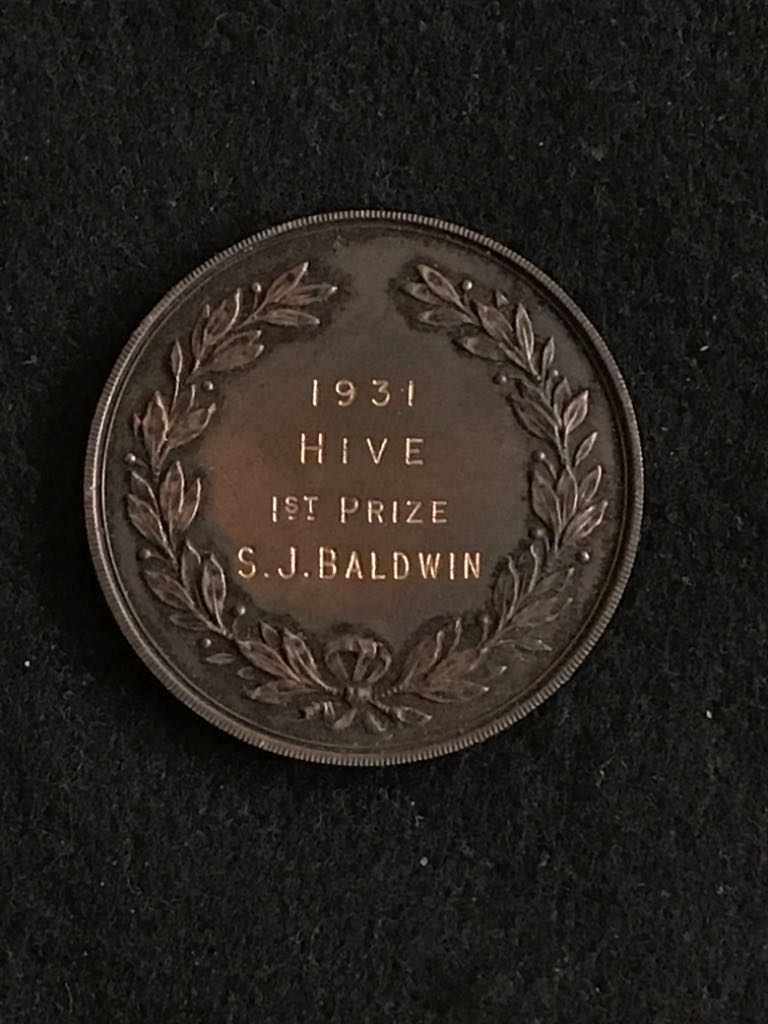 1931
HIVE
1ST PRIZE
S.J.BALDWIN